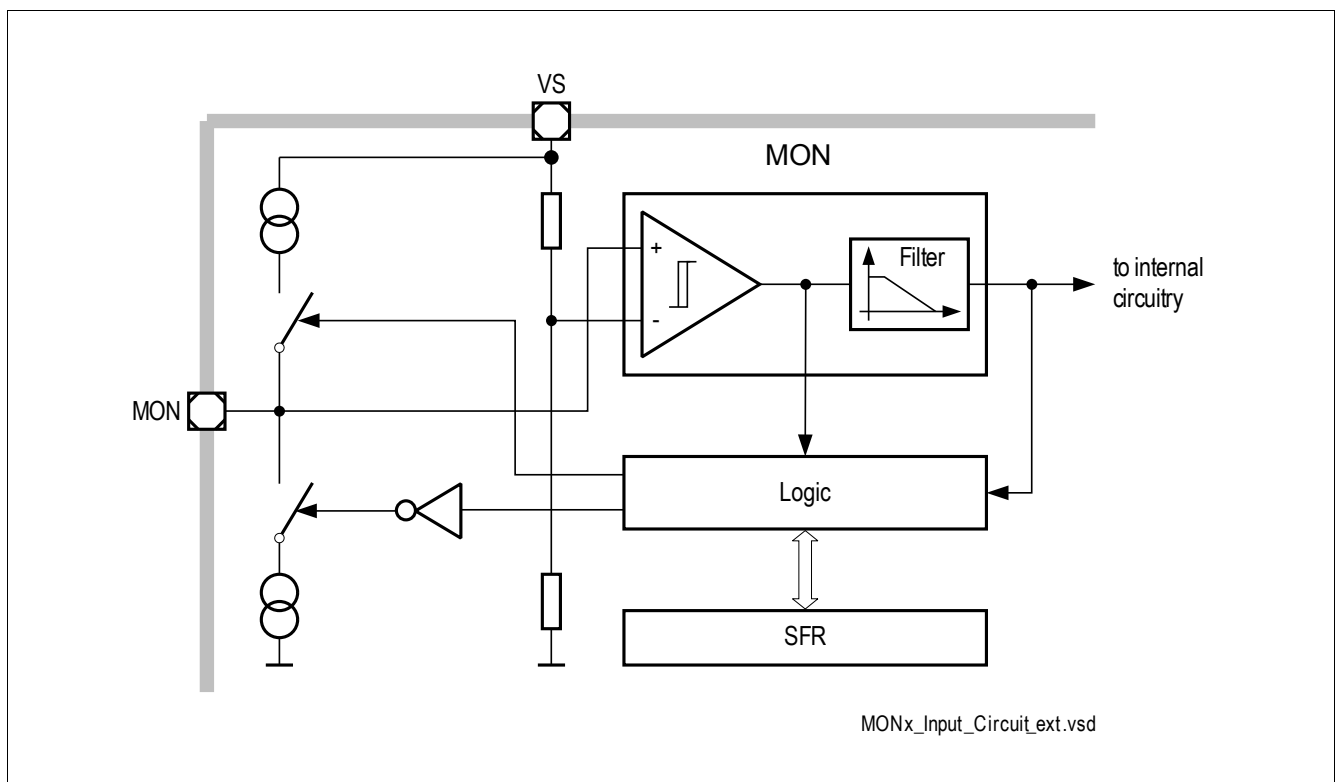 VS
MON
+
-
Filter
to internal
circuitry
MON
Logic
SFR
MONx_Input_Circuit_ext.vsd